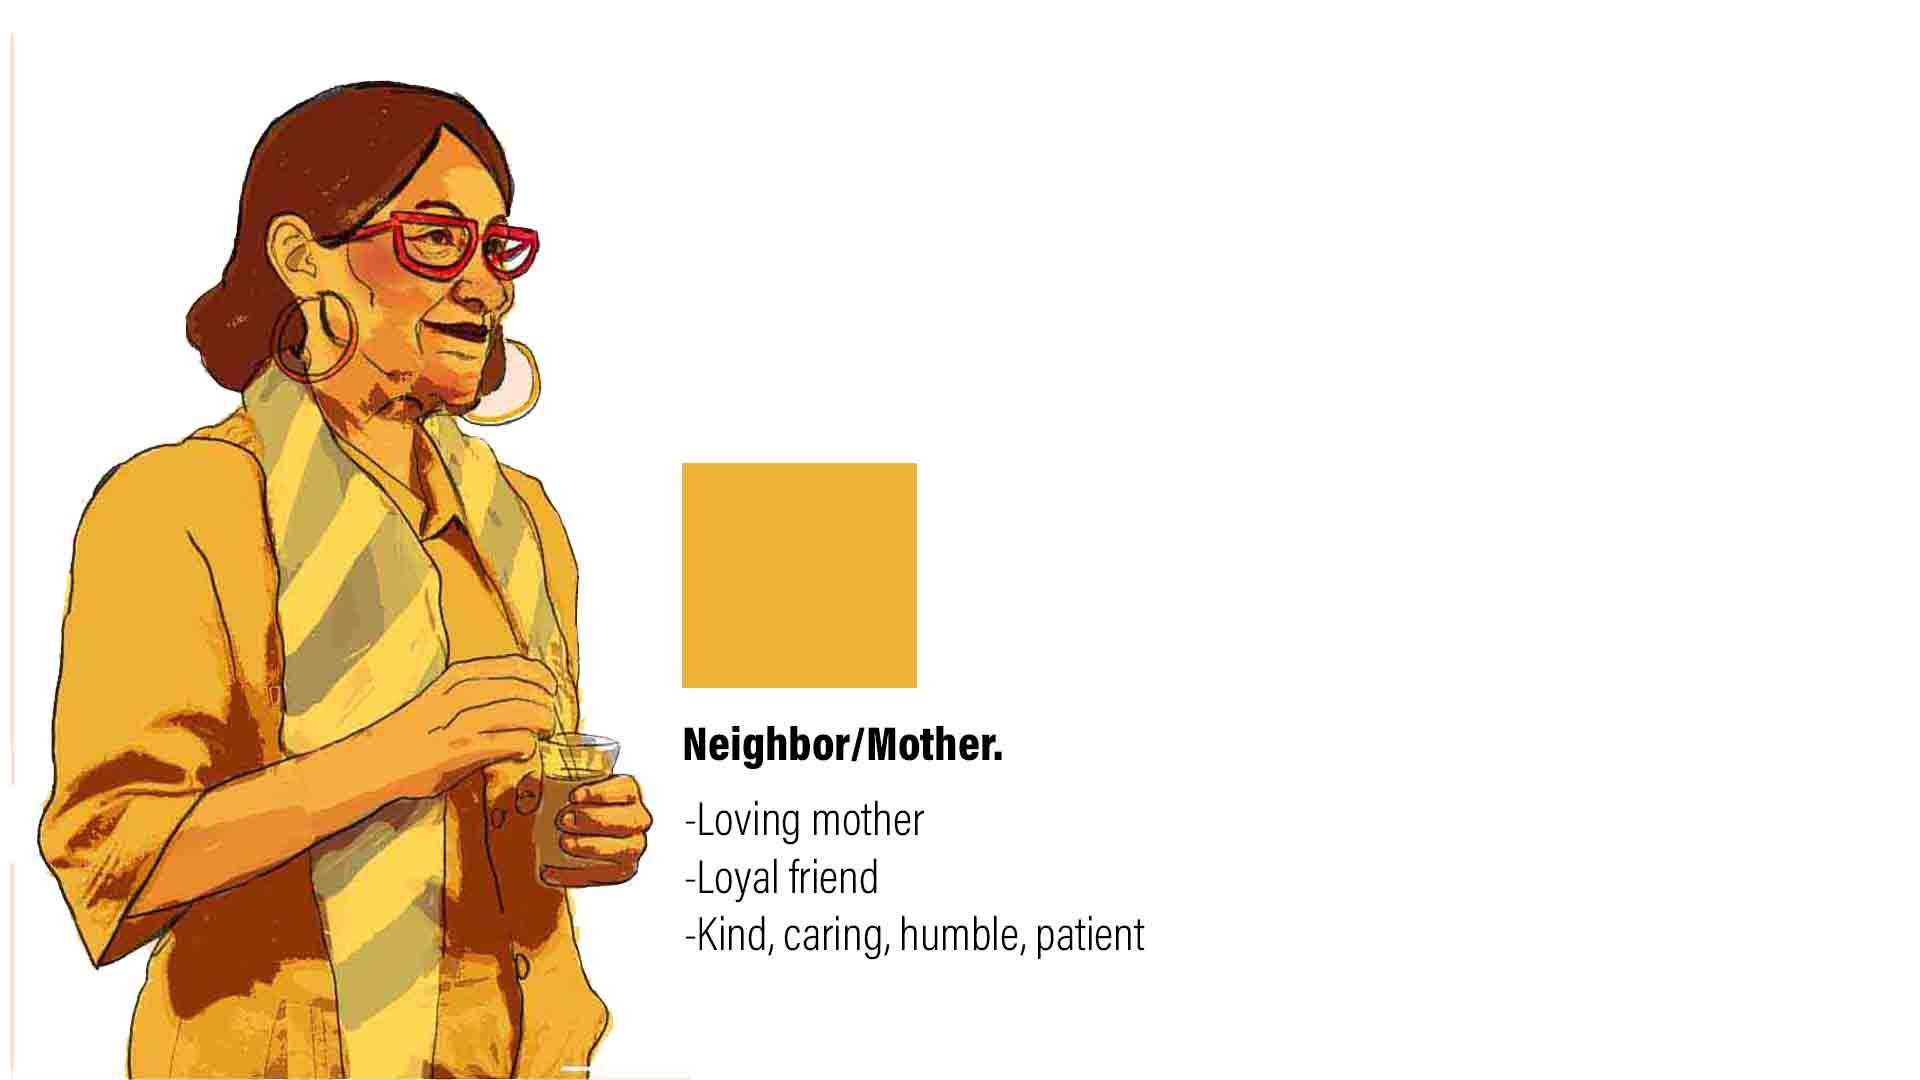 Neighbor/Mother.
-Loving mother
-Loyal friend
-Kind, caring, humble, patient